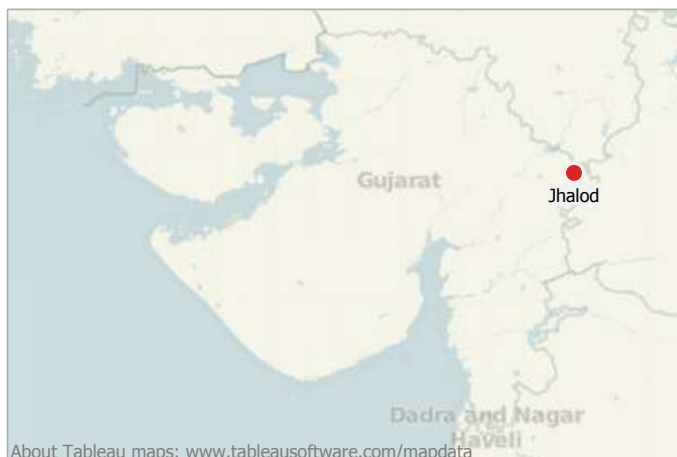 Gujarat
Jhalod
Dadra and Nagar
Haveli
About Tableau maps: www.tableausoftware.com/mapdata